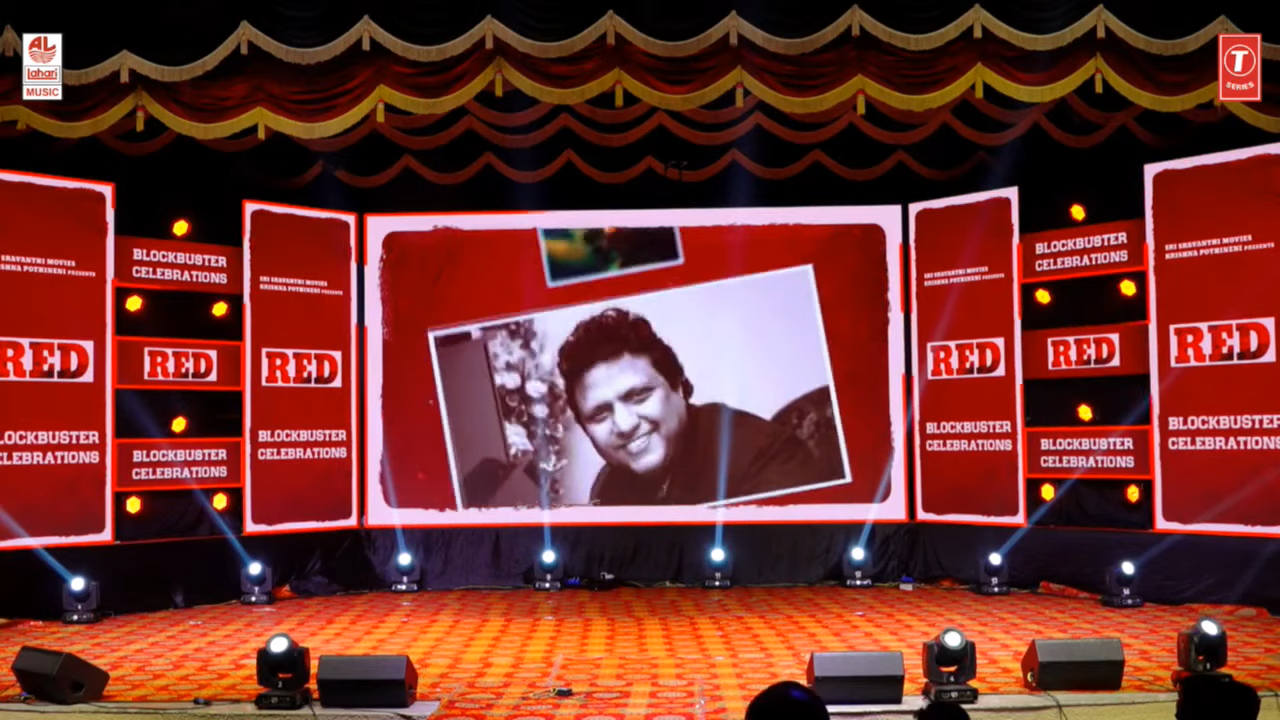 AL
Lahari
MUSIC
T
SERIES
SRI SRAVANTHI MOVIES
KRISHNA POTHINENI PRESENTS
RED
BLOCKBUSTER
CELEBRATIONS
BLOCKBUSTER
CELEBRATIONS
RED
BLOCKBUSTER
CELEBRATIONS
SRI SRAVANTHI MOVIES
KRISHNA POTHINENI PRESENTS
RED
BLOCKBUSTER
CELEBRATIONS
SRI SRAVANTHI MOVIES
KRISHNA POTHINENI PRESENTS
RED
BLOCKBUSTER
CELEBRATIONS
BLOCKBUSTER
CELEBRATIONS
RED
BLOCKBUSTER
CELEBRATIONS
SRI SRAVANTHI MOVIES
KRISHNA POTHINENI PRESENTS
RED
BLOCKBUSTER
CELEBRATIONS